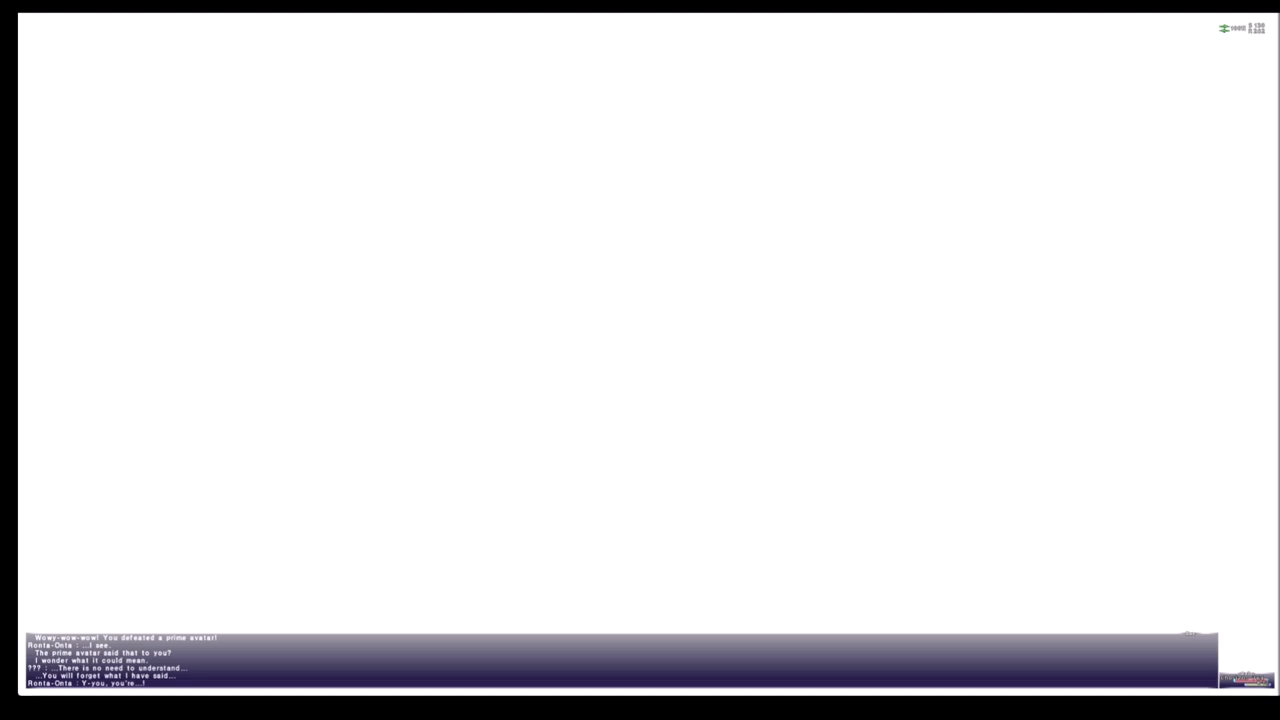 100%
Wowy-wow-wow! You defeated a prime avatar!
Ronta-Onta : ...I see.
The prime avatar said that to you?
I wonder what it could mean.
??? : ...There is no need to understand...
...You will forget what I have said...
Ronta-Onta : Y-you, you're...!